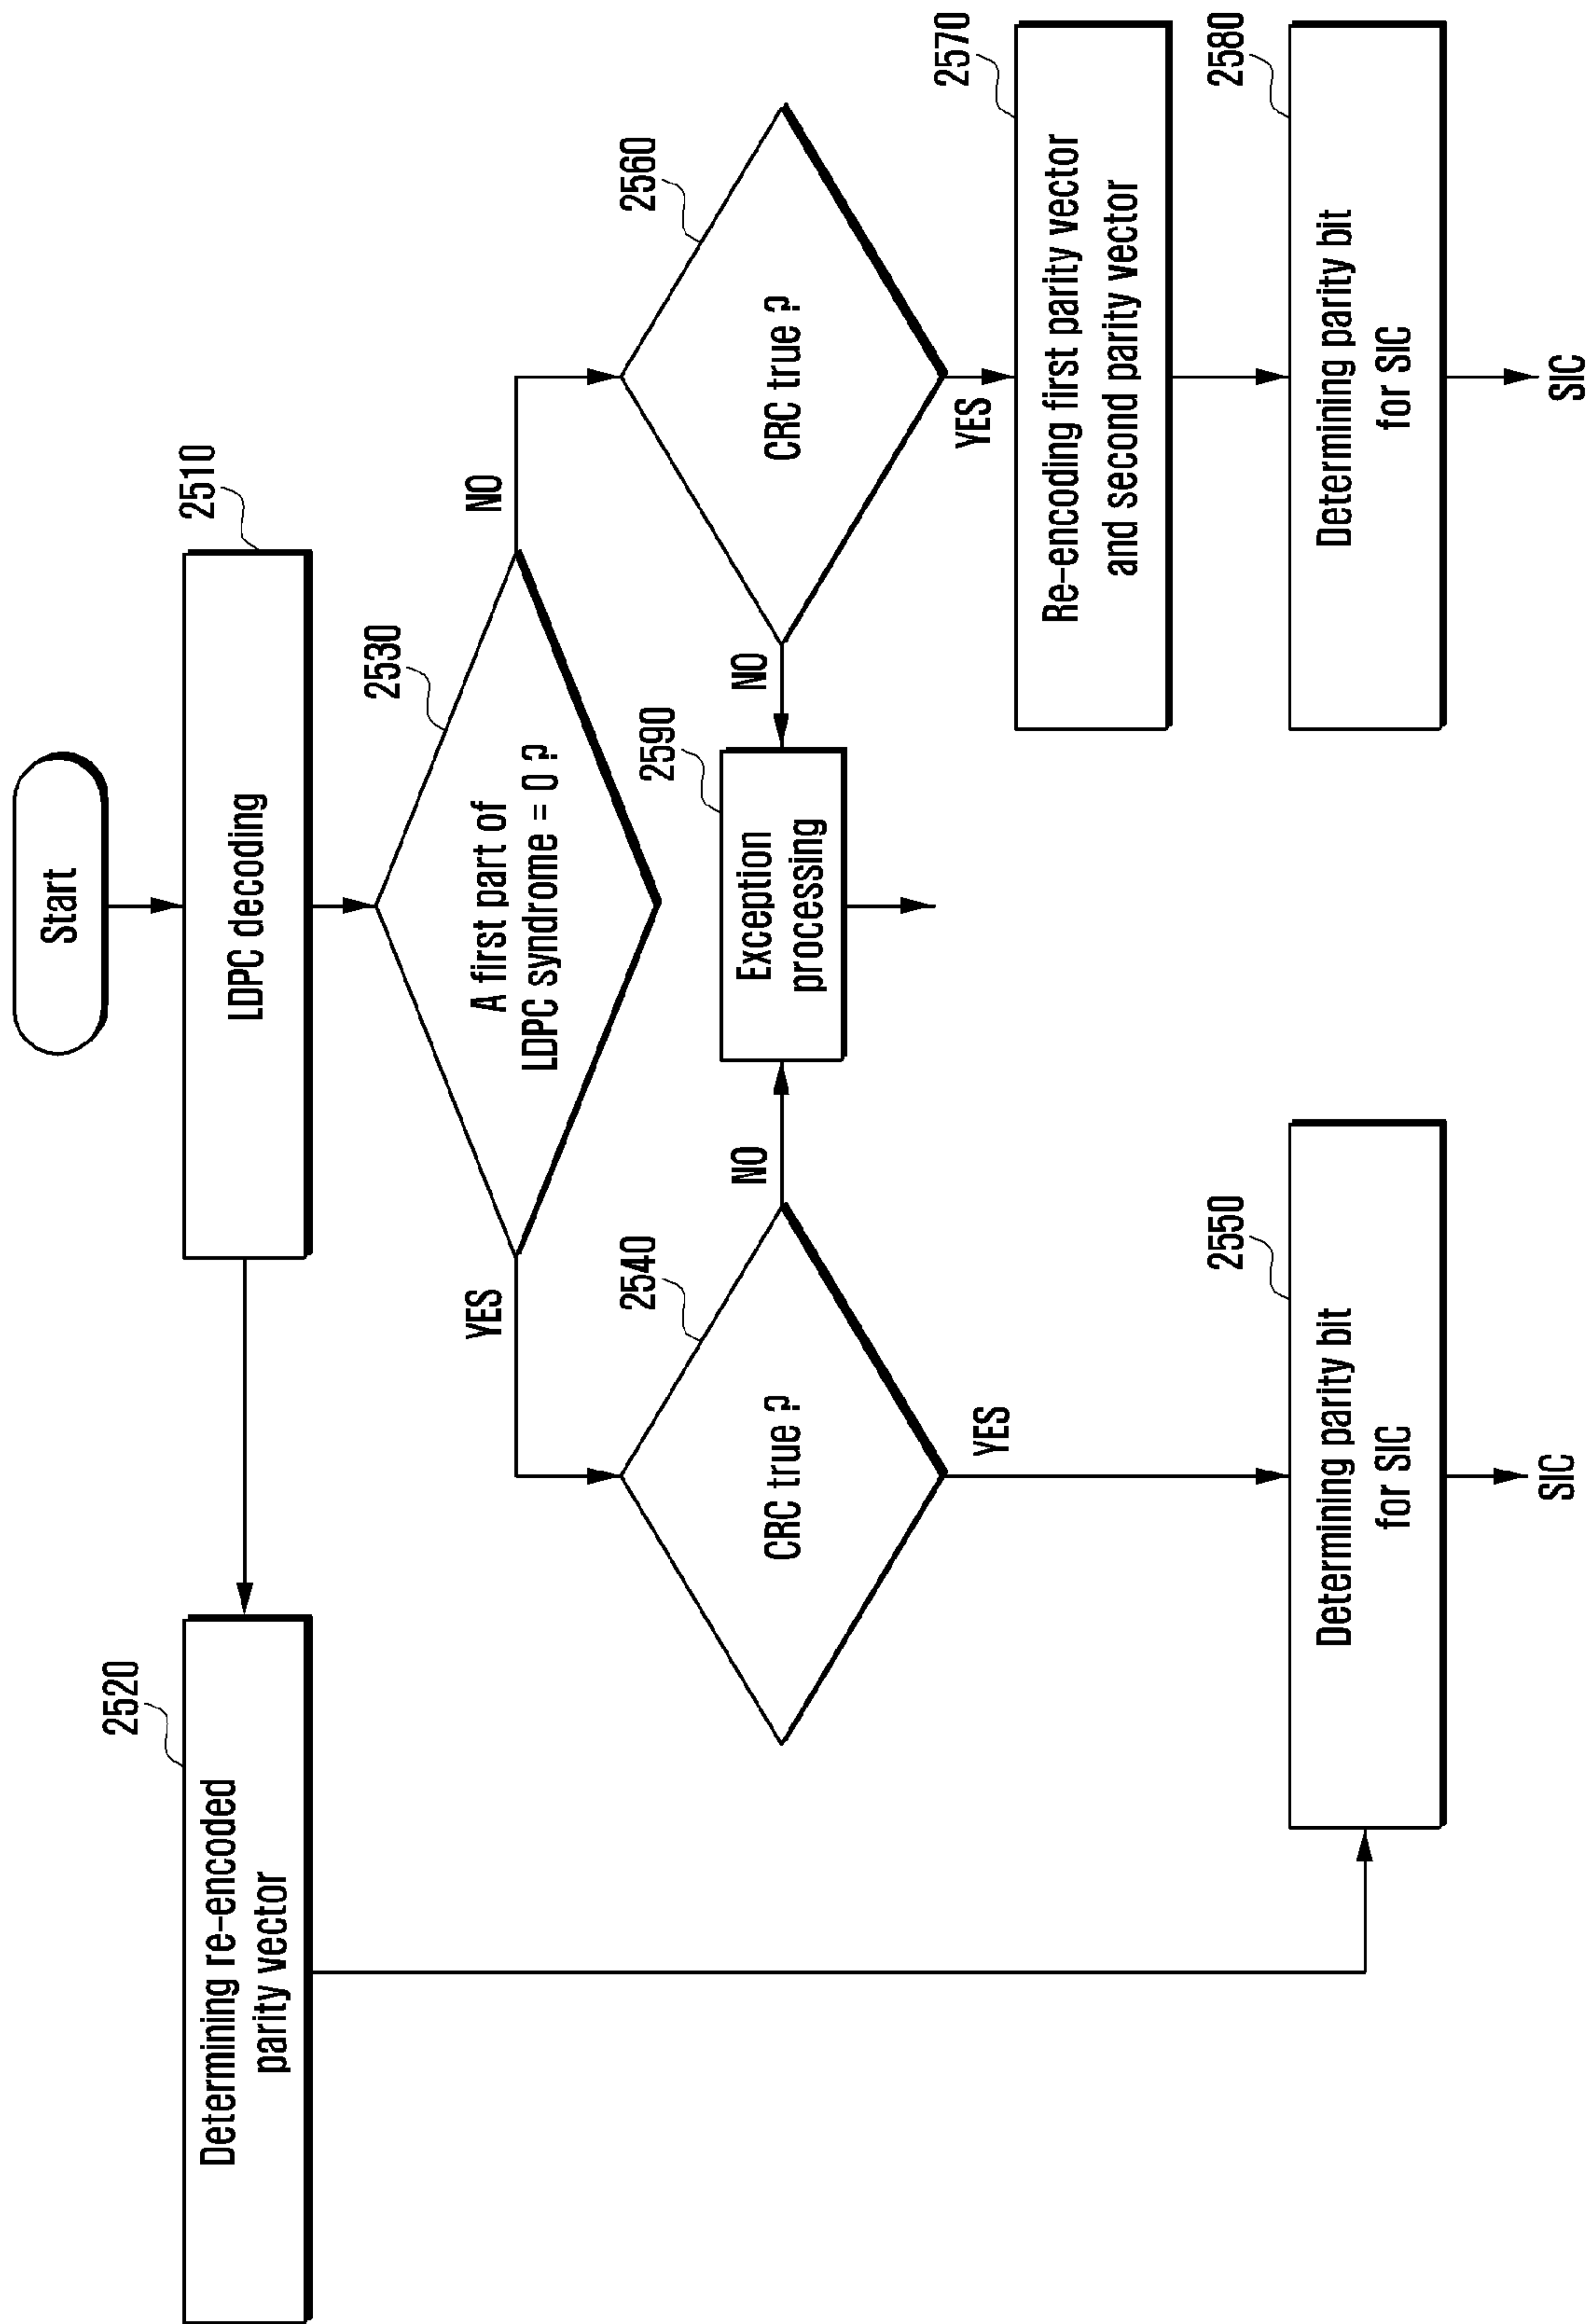 Start
2510
LDPC decoding
2520
Determining re-encoded
parity vector
2530
A first part of
LDPC syndrome = 0 ?
YES
NO
2540
CRC true ?
NO
YES
2590
Exception
processing
2560
CRC true ?
NO
YES
2570
Re-encoding first parity vector
and second parity vector
2550
Determining parity bit
for SIC
SIC
2580
Determining parity bit
for SIC
SIC